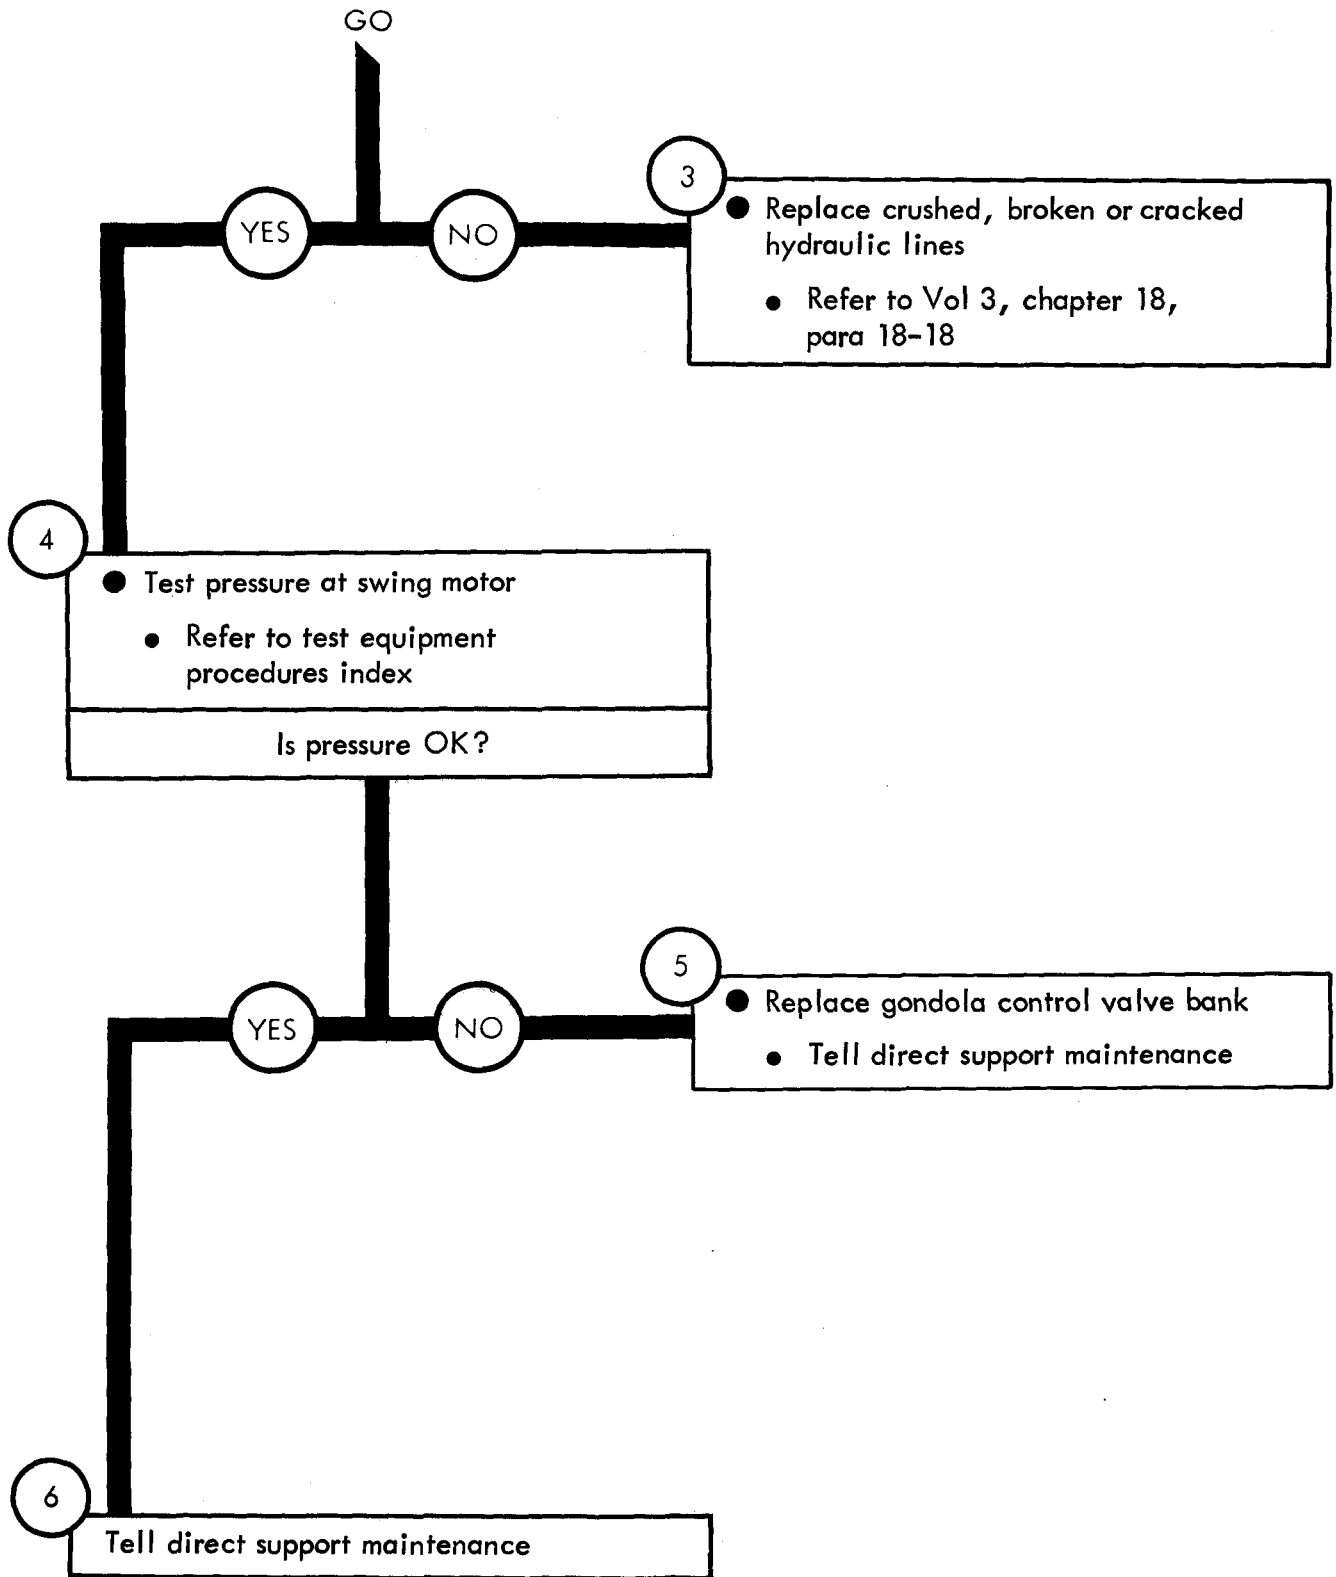 GO
YES
NO
3
● Replace crushed, broken or cracked
hydraulic lines
● Refer to Vol 3, chapter 18,
para 18-18
4
● Test pressure at swing motor
● Refer to test equipment
procedures index
Is pressure OK?
YES
NO
5
● Replace gondola control valve bank
● Tell direct support maintenance
6
Tell direct support maintenance